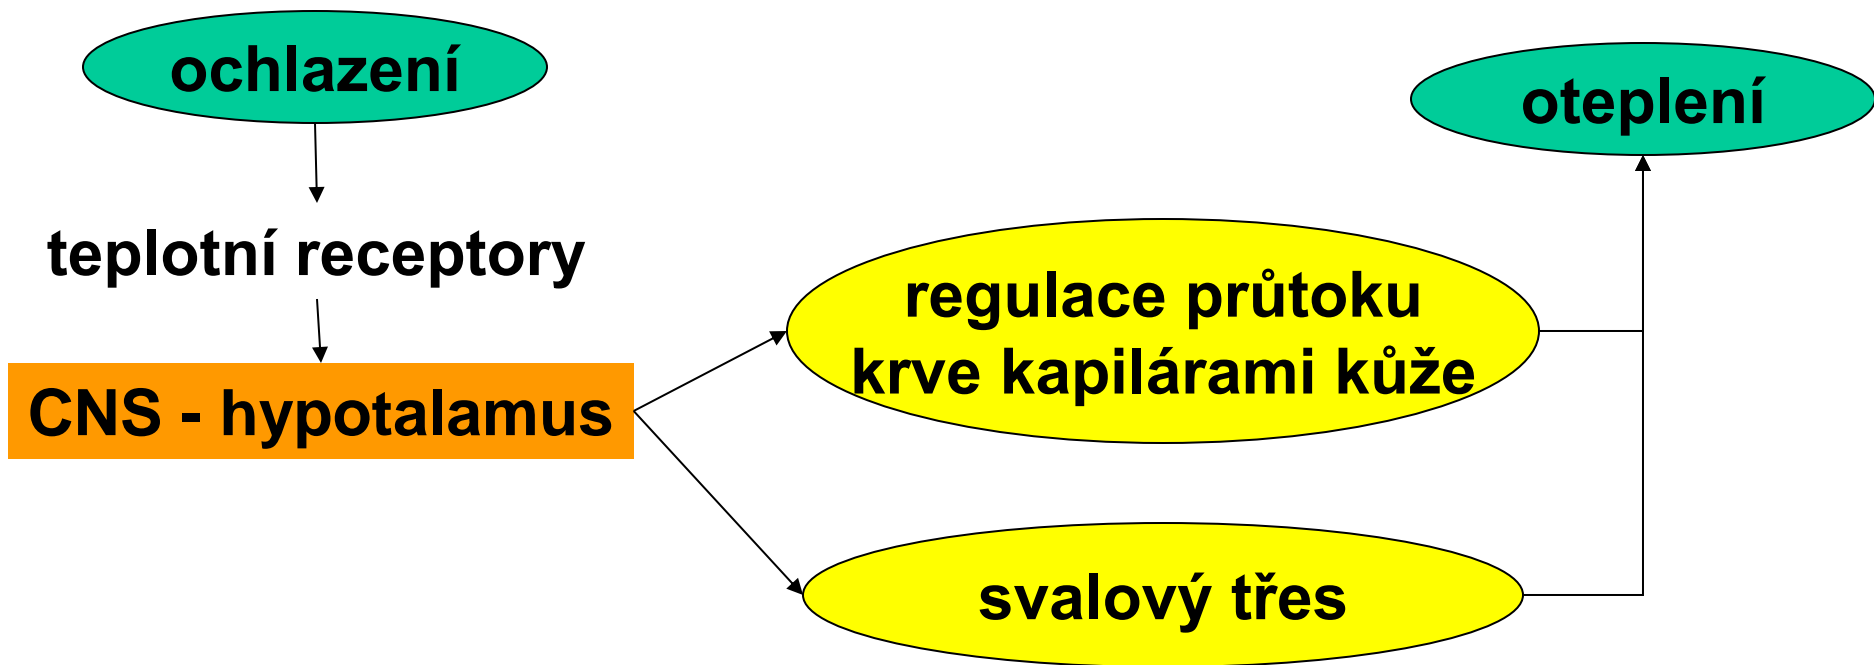 ochlazení
oteplení
teplotní receptory
regulace průtoku
krve kapilárami kůže
CNS - hypotalamus
svalový třes